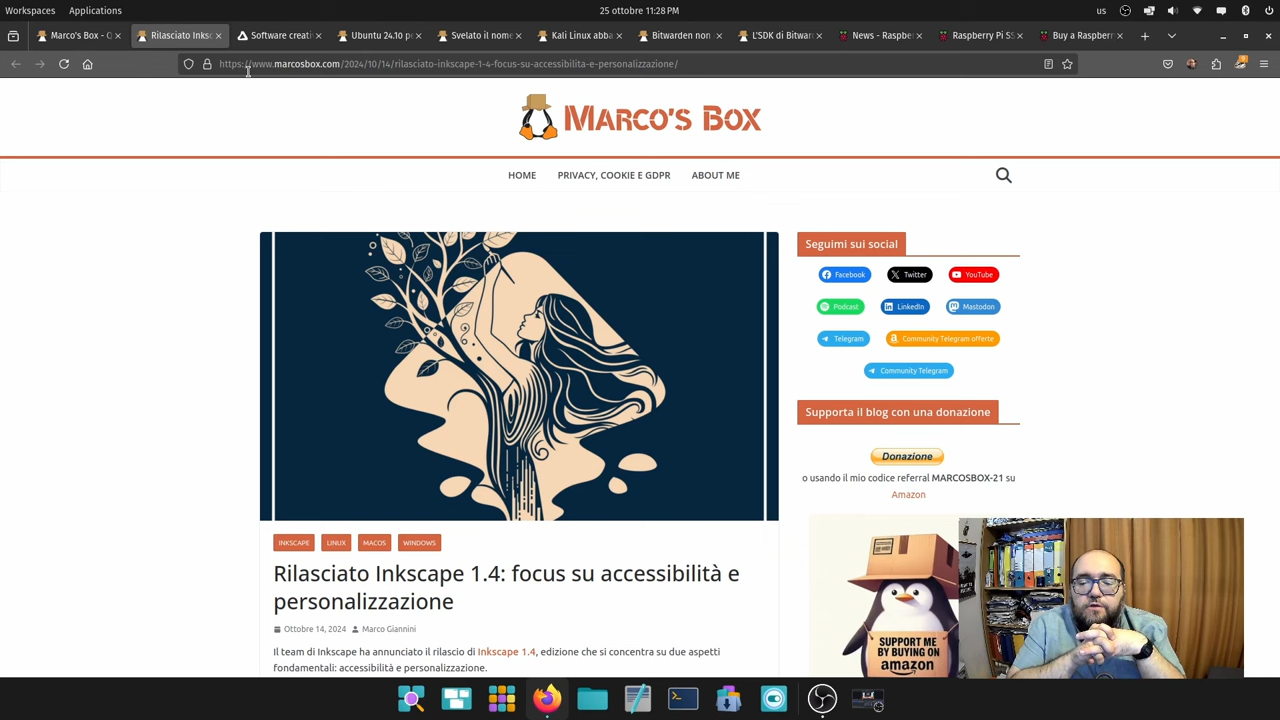 Workspaces
Applications
25 ottobre 11:28 PM
us
Marco's Box - O
Rilasciato Inksc
Software creati
Ubuntu 24.10 po
Svelato il nome
Kali Linux abba
Bitwarden non
L'SDK di Bitwar
News - Raspber
Raspberry Pi SS
Buy a Raspberr
https://www.marcosbox.com/2024/10/14/rilasciato-inkscape-1-4-focus-su-accessibilita-e-personalizzazione/
MARCO'S BOX
HOME
PRIVACY, COOKIE E GDPR
ABOUT ME
Seguimi sui social
Facebook
Twitter
YouTube
Podcast
LinkedIn
Mastodon
Telegram
Community Telegram offerte
Community Telegram
Supporta il blog con una donazione
Donazione
o usando il mio codice referral MARCOSBOX-21 su
Amazon
SUPPORT ME
BY BUYING ON
amazon
INKSCAPE
LINUX
MACOS
WINDOWS
Rilasciato Inkscape 1.4: focus su accessibilità e
personalizzazione
Ottobre 14, 2024
Marco Giannini
Il team di Inkscape ha annunciato il rilascio di Inkscape 1.4, edizione che si concentra su due aspetti
fondamentali: accessibilità e personalizzazione.